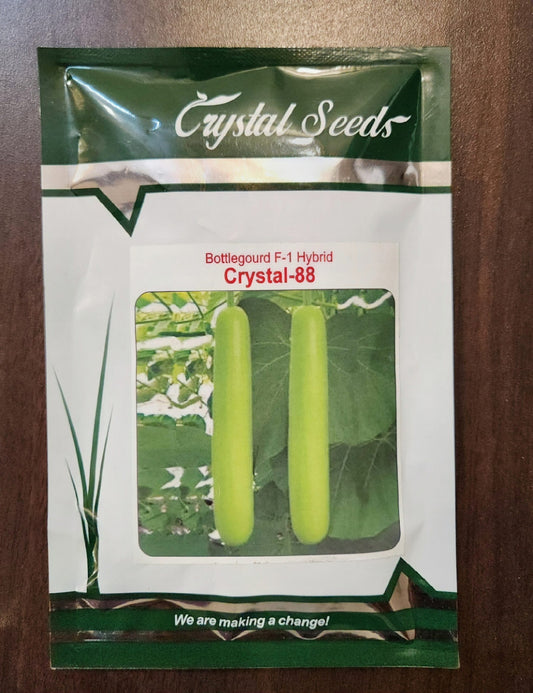 Crystal Seeds
Bottlegourd F-1 Hybrid
Crystal-88
We are making a change!